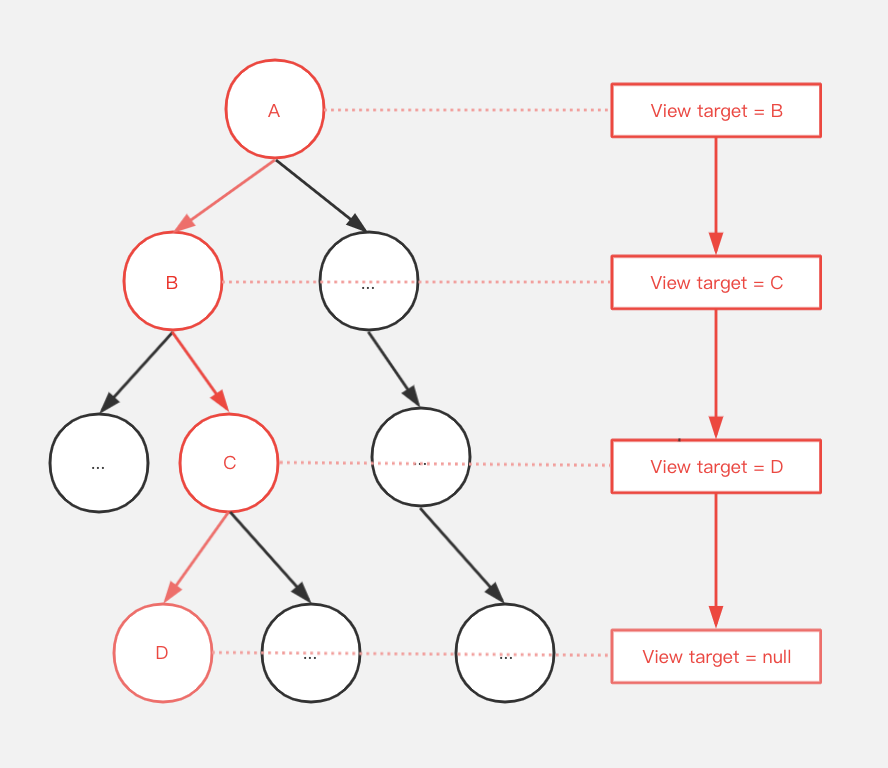 A
View target = B
B
...
View target = C
...
C
...
View target = D
D
...
...
View target = null